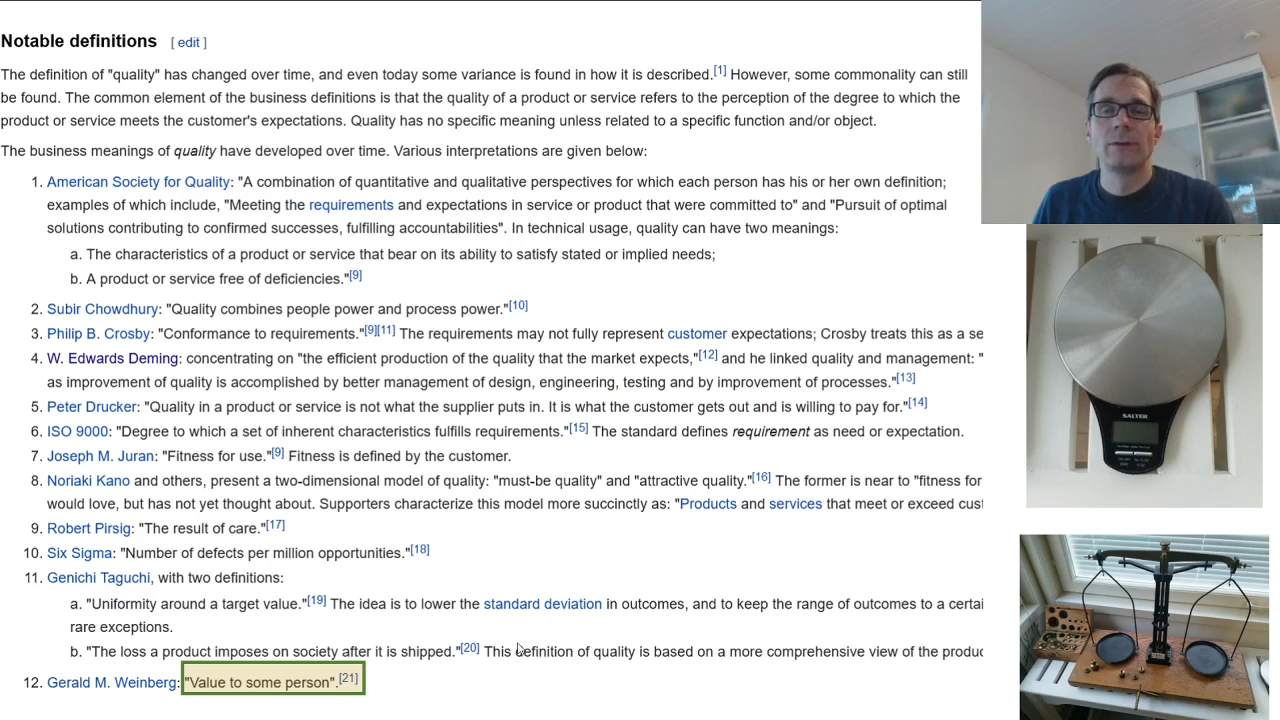 Notable definitions [ edit ]
The definition of "quality" has changed over time, and even today some variance is found in how it is described.[1] However, some commonality can still
be found. The common element of the business definitions is that the quality of a product or service refers to the perception of the degree to which the
product or service meets the customer's expectations. Quality has no specific meaning unless related to a specific function and/or object.
The business meanings of quality have developed over time. Various interpretations are given below:
1. American Society for Quality: "A combination of quantitative and qualitative perspectives for which each person has his or her own definition;
examples of which include, "Meeting the requirements and expectations in service or product that were committed to" and "Pursuit of optimal
solutions contributing to confirmed successes, fulfilling accountabilities". In technical usage, quality can have two meanings:
a. The characteristics of a product or service that bear on its ability to satisfy stated or implied needs;
b. A product or service free of deficiencies."[9]
2. Subir Chowdhury: "Quality combines people power and process power."[10]
3. Philip B. Crosby: "Conformance to requirements."[9][11] The requirements may not fully represent customer expectations; Crosby treats this as a se
4. W. Edwards Deming: concentrating on "the efficient production of the quality that the market expects,"[12] and he linked quality and management: "
as improvement of quality is accomplished by better management of design, engineering, testing and by improvement of processes."[13]
5. Peter Drucker: "Quality in a product or service is not what the supplier puts in. It is what the customer gets out and is willing to pay for."[14]
6. ISO 9000: "Degree to which a set of inherent characteristics fulfills requirements."[15] The standard defines requirement as need or expectation.
7. Joseph M. Juran: "Fitness for use."[9] Fitness is defined by the customer.
8. Noriaki Kano and others, present a two-dimensional model of quality: "must-be quality" and "attractive quality."[16] The former is near to "fitness for
would love, but has not yet thought about. Supporters characterize this model more succinctly as: "Products and services that meet or exceed cust
9. Robert Pirsig: "The result of care."[17]
10. Six Sigma: "Number of defects per million opportunities."[18]
11. Genichi Taguchi, with two definitions:
a. "Uniformity around a target value."[19] The idea is to lower the standard deviation in outcomes, and to keep the range of outcomes to a certai
rare exceptions.
b. "The loss a product imposes on society after it is shipped."[20] This definition of quality is based on a more comprehensive view of the produc
12. Gerald M. Weinberg: "Value to some person".[21]
SALTER